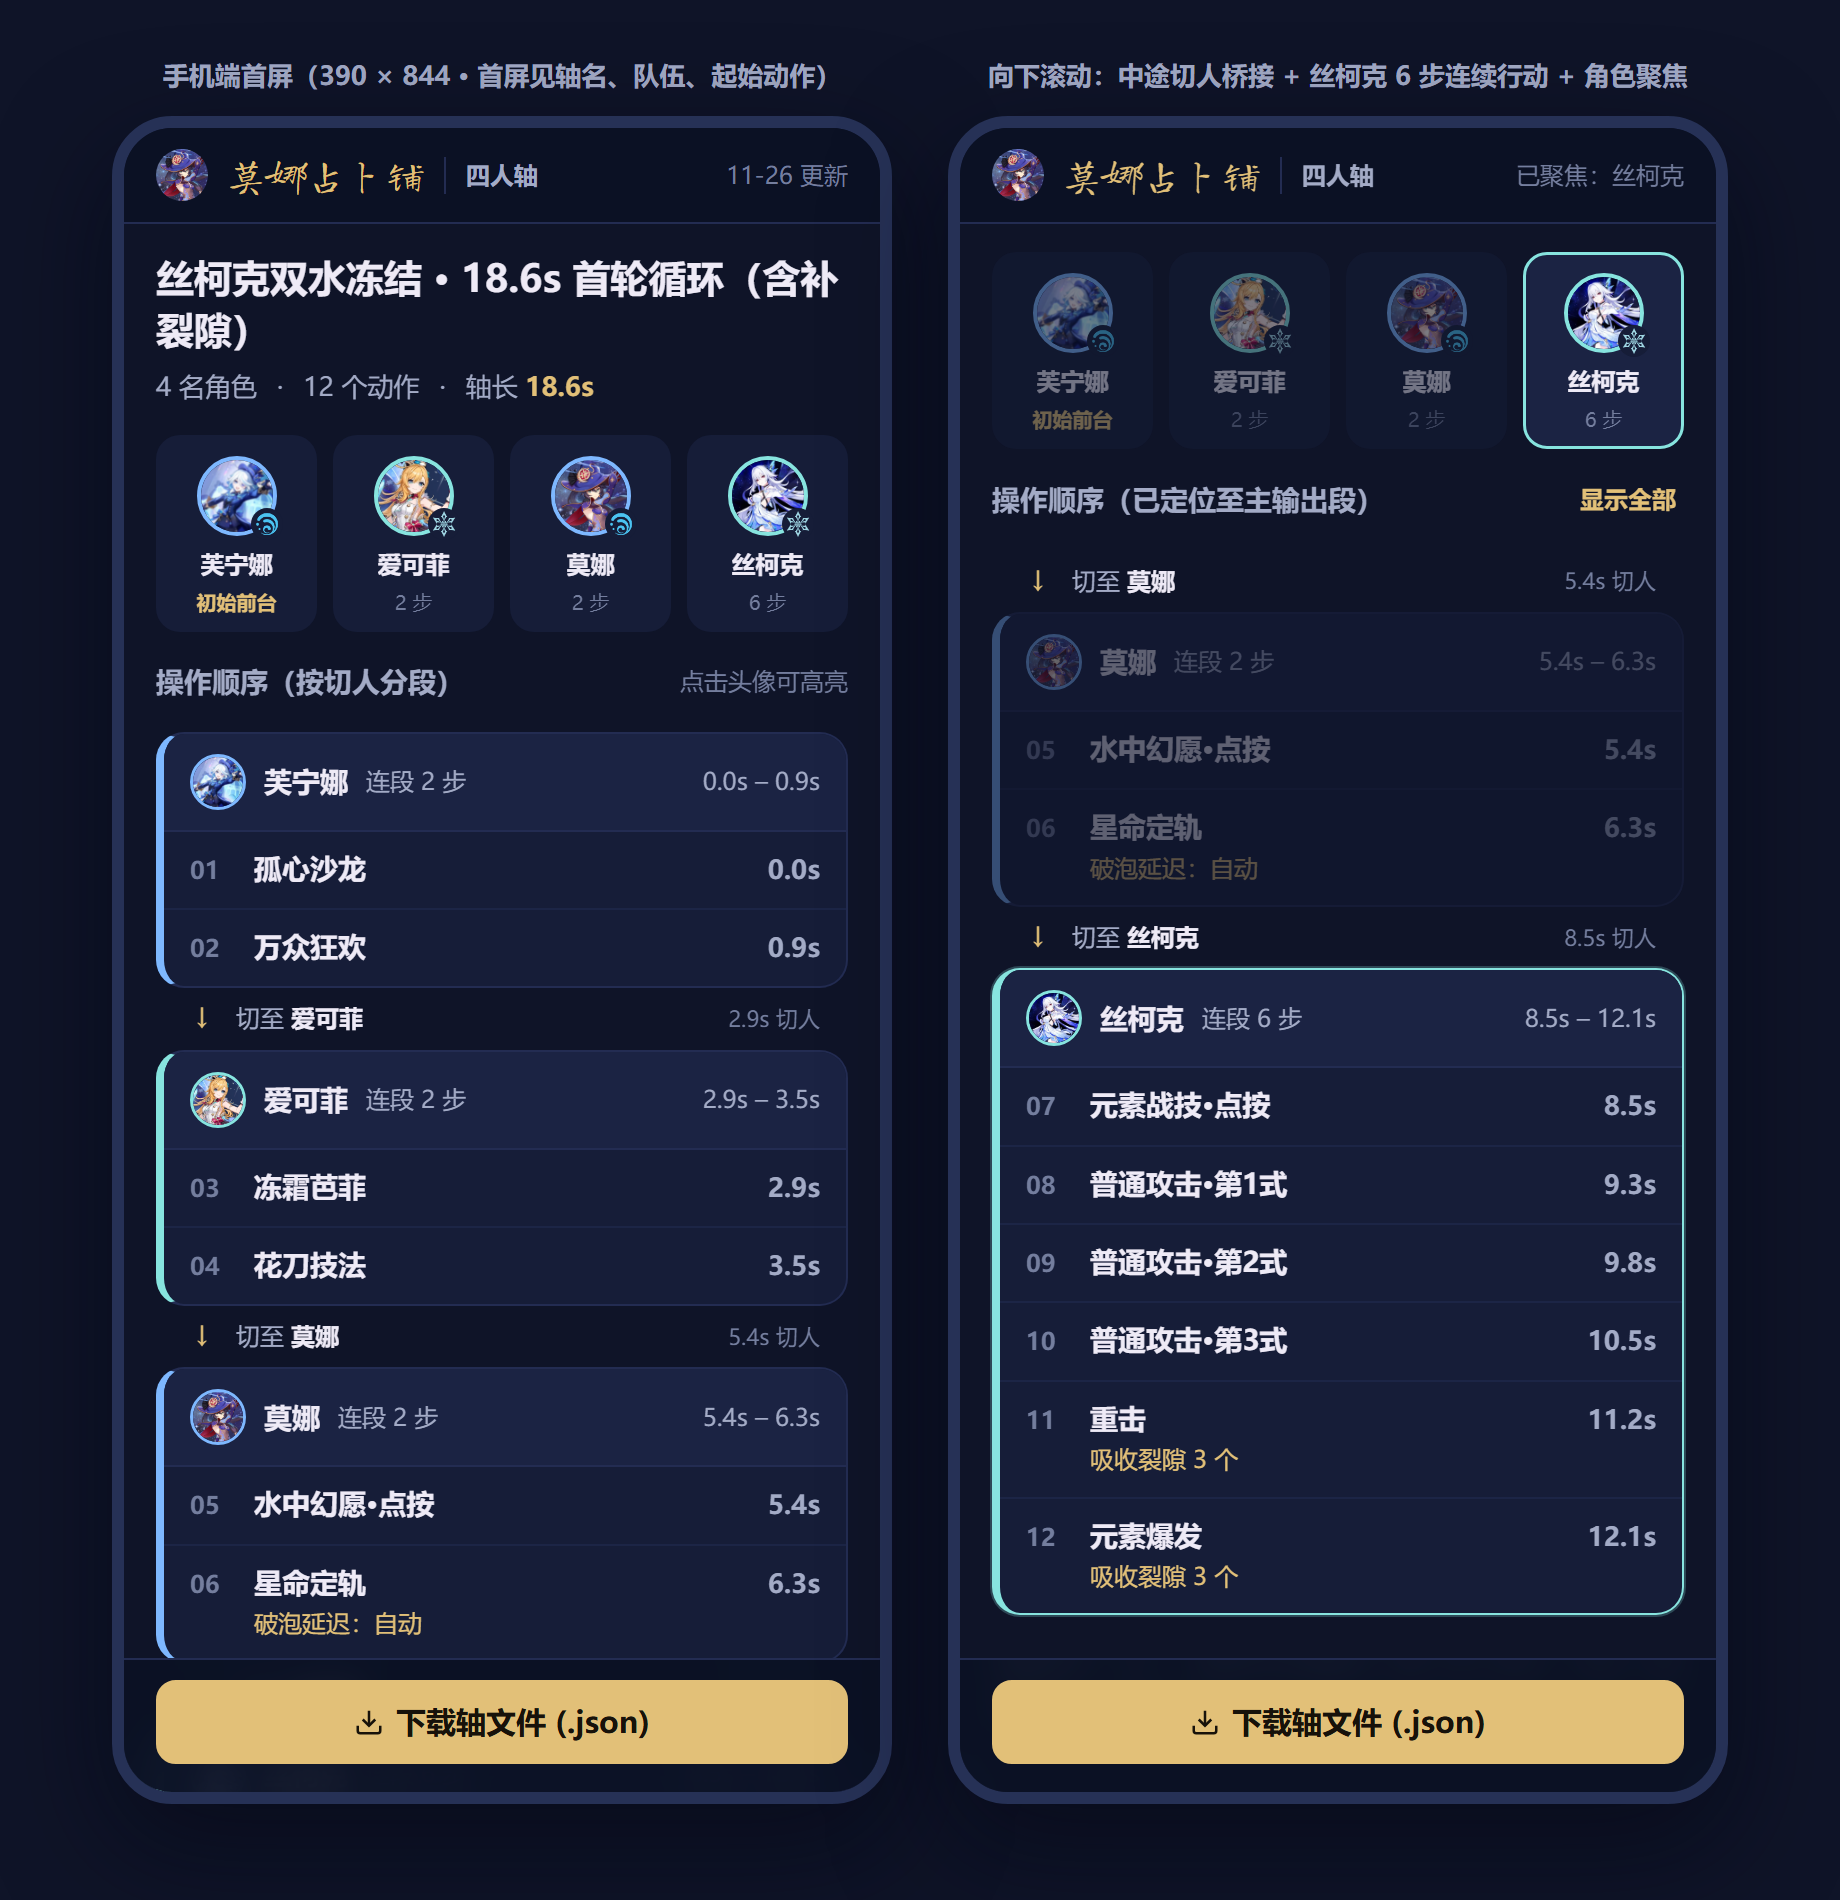 手机端首屏（390 × 844 • 首屏见轴名、队伍、起始动作）
莫娜占卜铺
四人轴
11-26 更新
丝柯克双水冻结 • 18.6s 首轮循环（含补
裂隙）
4 名角色 · 12 个动作 · 轴长 18.6s
芙宁娜
初始前台
爱可菲
2 步
莫娜
2 步
丝柯克
6 步
操作顺序（按切人分段）
点击头像可高亮
芙宁娜 连段 2 步 0.0s – 0.9s
01 孤心沙龙 0.0s
02 万众狂欢 0.9s
↓ 切至 爱可菲 2.9s 切人
爱可菲 连段 2 步 2.9s – 3.5s
03 冻霜芭菲 2.9s
04 花刀技法 3.5s
↓ 切至 莫娜 5.4s 切人
莫娜 连段 2 步 5.4s – 6.3s
05 水中幻愿•点按 5.4s
06 星命定轨 6.3s
破泡延迟：自动
下载轴文件 (.json)
向下滚动：中途切人桥接 + 丝柯克 6 步连续行动 + 角色聚焦
莫娜占卜铺
四人轴
已聚焦：丝柯克
芙宁娜
初始前台
爱可菲
2 步
莫娜
2 步
丝柯克
6 步
操作顺序（已定位至主输出段）
显示全部
↓ 切至 莫娜 5.4s 切人
莫娜 连段 2 步 5.4s – 6.3s
05 水中幻愿•点按 5.4s
06 星命定轨 6.3s
破泡延迟：自动
↓ 切至 丝柯克 8.5s 切人
丝柯克 连段 6 步 8.5s – 12.1s
07 元素战技•点按 8.5s
08 普通攻击•第1式 9.3s
09 普通攻击•第2式 9.8s
10 普通攻击•第3式 10.5s
11 重击 11.2s
吸收裂隙 3 个
12 元素爆发 12.1s
吸收裂隙 3 个
下载轴文件 (.json)